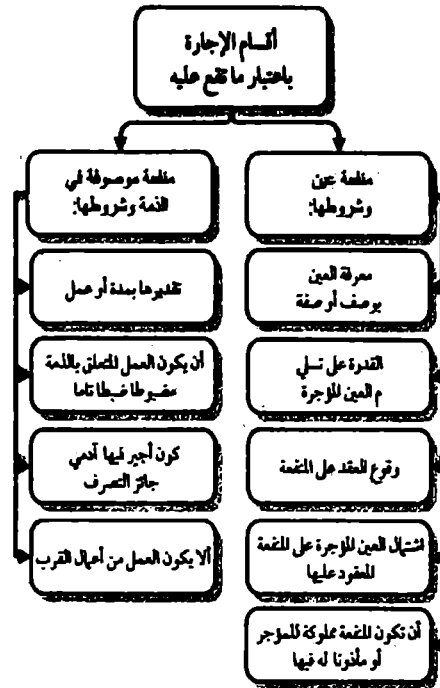 أقسام الإجارة
باعتبار ما تقع عليه
منفعة عين
وشروطها:
معرفة العين
بوصف أو صفة
القدرة على تسلي
م العين المؤجرة
وقوع العقد على المنفعة
اشتمال العين المؤجرة على المنفعة
المعقود عليها
أن تكون المنفعة مملوكة للمؤجر
أو مأذونا له فيها
منفعة موصوفة في
الذمة وشروطها:
تقديرها بمدة أو عمل
أن يكون العمل المتعلق بالذمة
مضبوطا ضبطا تاما
كون أجير فيها آدمي
جائز التصرف
ألا يكون العمل من أعمال القرب